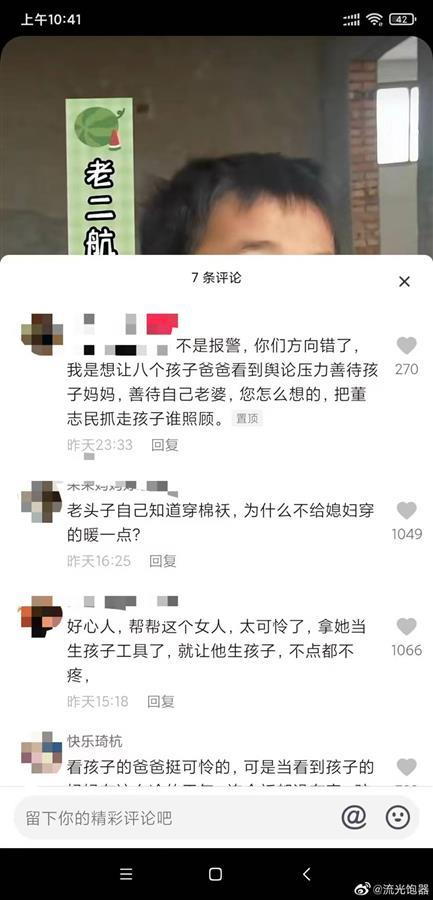 上午10:41
42
老二航
7 条评论
不是报警，你们方向错了，
我是想让八个孩子爸爸看到舆论压力善待孩
子妈妈，善待自己老婆，您怎么想的，把董
志民抓走孩子谁照顾。 置顶
270
昨天23:33 回复
老头子自己知道穿棉袄，为什么不给媳妇穿
的暖一点？
1049
昨天16:25 回复
好心人，帮帮这个女人，太可怜了，拿她当
生孩子工具了，就让他生孩子，不点都不
疼，
1066
昨天15:18 回复
快乐琦杭
看孩子的爸爸挺可怜的，可是当看到孩子的
留下你的精彩评论吧
@流光饱器